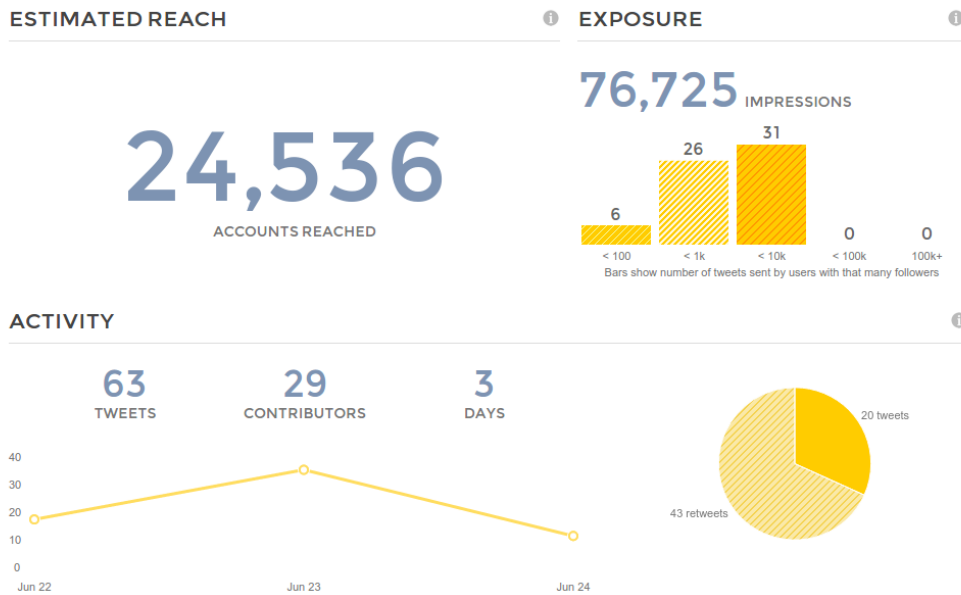 ESTIMATED REACH
24,536
ACCOUNTS REACHED
EXPOSURE
76,725 IMPRESSIONS
6
26
31
0
0
< 100
< 1k
< 10k
< 100k
100k+
Bars show number of tweets sent by users with that many followers
ACTIVITY
63
TWEETS
29
CONTRIBUTORS
3
DAYS
40
30
20
10
0
Jun 22
Jun 23
Jun 24
20 tweets
43 retweets